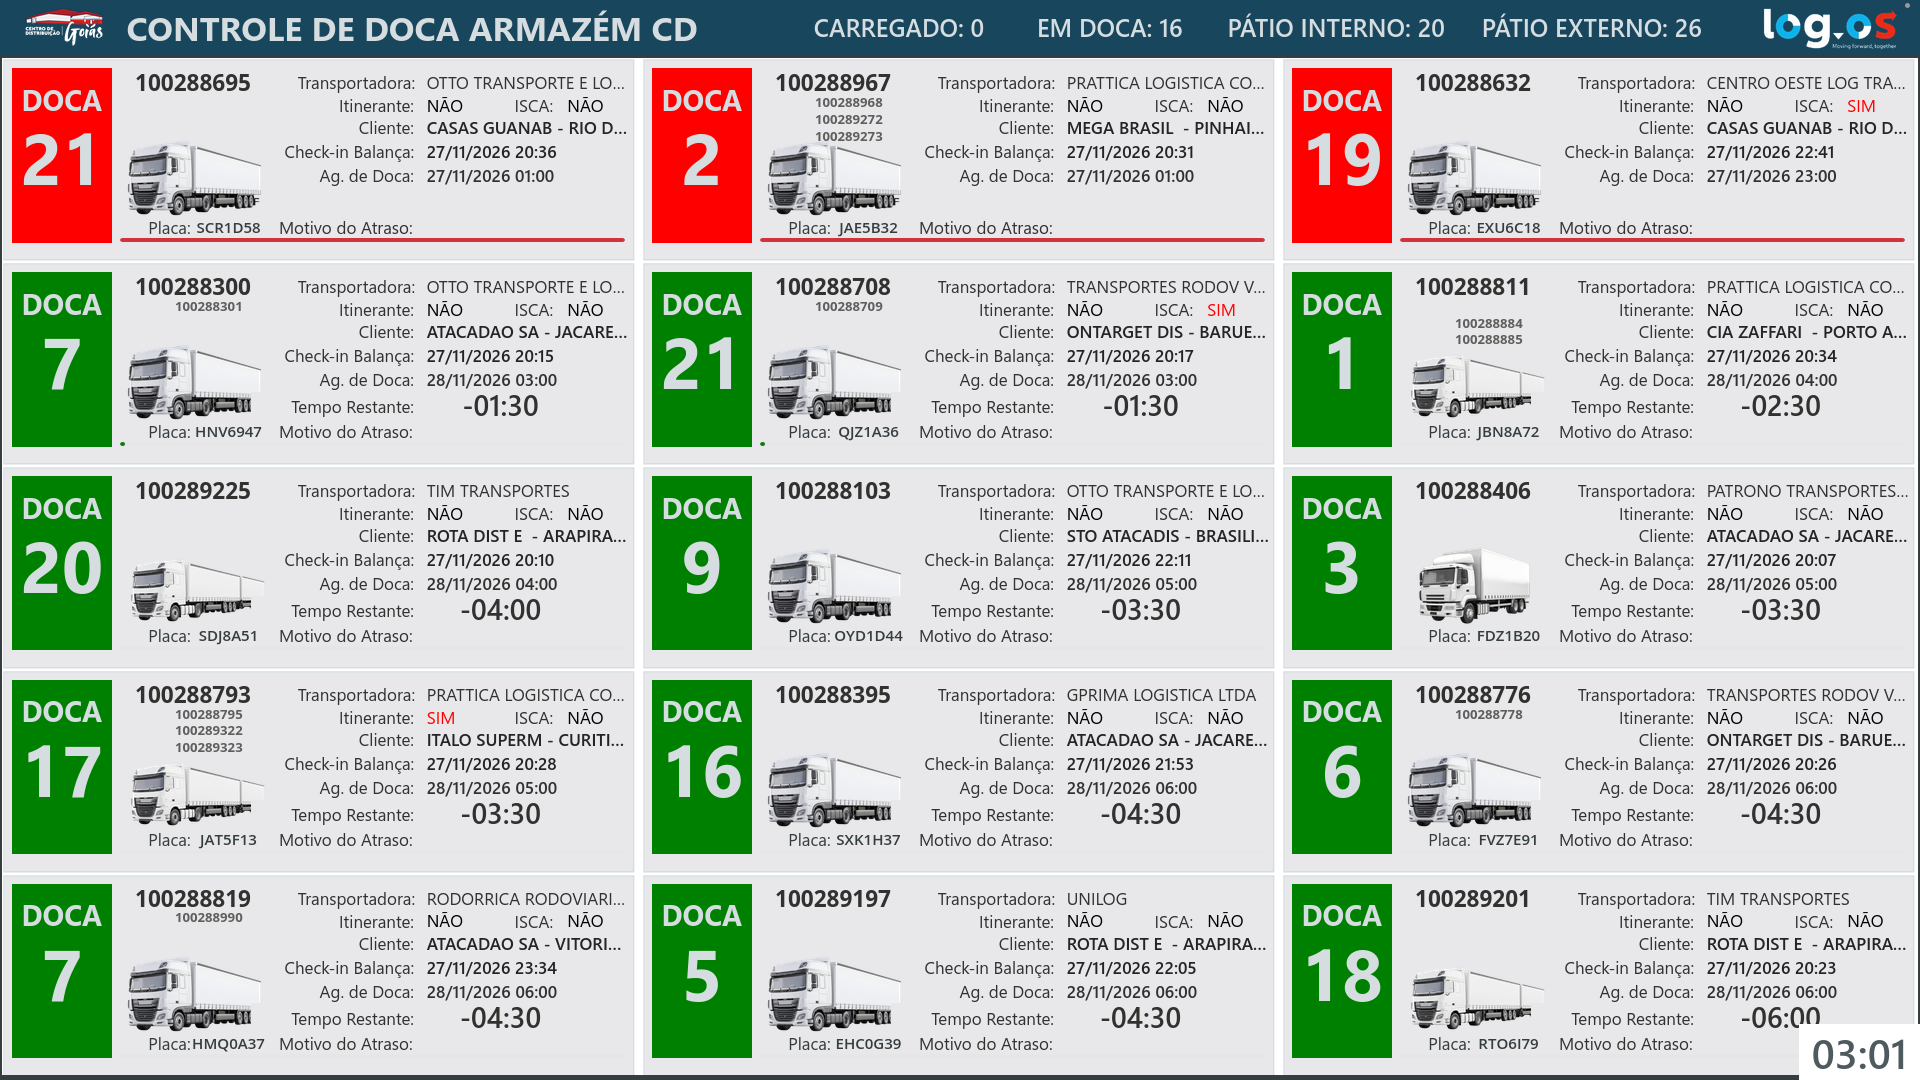 CENTRO DE DISTRIBUIÇÃO Goiás
CONTROLE DE DOCA ARMAZÉM CD
CARREGADO: 0
EM DOCA: 16
PÁTIO INTERNO: 20
PÁTIO EXTERNO: 26
log.os
Moving forward, together
DOCA
21
100288695
Transportadora: OTTO TRANSPORTE E LO...
Itinerante: NÃO ISCA: NÃO
Cliente: CASAS GUANAB - RIO D...
Check-in Balança: 27/11/2026 20:36
Ag. de Doca: 27/11/2026 01:00
Placa: SCR1D58 Motivo do Atraso:
DOCA
2
100288967
100288968
100289272
100289273
Transportadora: PRATTICA LOGISTICA CO...
Itinerante: NÃO ISCA: NÃO
Cliente: MEGA BRASIL - PINHAI...
Check-in Balança: 27/11/2026 20:31
Ag. de Doca: 27/11/2026 01:00
Placa: JAE5B32 Motivo do Atraso:
DOCA
19
100288632
Transportadora: CENTRO OESTE LOG TRA...
Itinerante: NÃO ISCA: SIM
Cliente: CASAS GUANAB - RIO D...
Check-in Balança: 27/11/2026 22:41
Ag. de Doca: 27/11/2026 23:00
Placa: EXU6C18 Motivo do Atraso:
DOCA
7
100288300
100288301
Transportadora: OTTO TRANSPORTE E LO...
Itinerante: NÃO ISCA: NÃO
Cliente: ATACADAO SA - JACARE...
Check-in Balança: 27/11/2026 20:15
Ag. de Doca: 28/11/2026 03:00
Tempo Restante: -01:30
Placa: HNV6947 Motivo do Atraso:
DOCA
21
100288708
100288709
Transportadora: TRANSPORTES RODOV V...
Itinerante: NÃO ISCA: SIM
Cliente: ONTARGET DIS - BARUE...
Check-in Balança: 27/11/2026 20:17
Ag. de Doca: 28/11/2026 03:00
Tempo Restante: -01:30
Placa: QJZ1A36 Motivo do Atraso:
DOCA
1
100288811
100288884
100288885
Transportadora: PRATTICA LOGISTICA CO...
Itinerante: NÃO ISCA: NÃO
Cliente: CIA ZAFFARI - PORTO A...
Check-in Balança: 27/11/2026 20:34
Ag. de Doca: 28/11/2026 04:00
Tempo Restante: -02:30
Placa: JBN8A72 Motivo do Atraso:
DOCA
20
100289225
Transportadora: TIM TRANSPORTES
Itinerante: NÃO ISCA: NÃO
Cliente: ROTA DIST E - ARAPIRA...
Check-in Balança: 27/11/2026 20:10
Ag. de Doca: 28/11/2026 04:00
Tempo Restante: -04:00
Placa: SDJ8A51 Motivo do Atraso:
DOCA
9
100288103
Transportadora: OTTO TRANSPORTE E LO...
Itinerante: NÃO ISCA: NÃO
Cliente: STO ATACADIS - BRASILI...
Check-in Balança: 27/11/2026 22:11
Ag. de Doca: 28/11/2026 05:00
Tempo Restante: -03:30
Placa: OYD1D44 Motivo do Atraso:
DOCA
3
100288406
Transportadora: PATRONO TRANSPORTES...
Itinerante: NÃO ISCA: NÃO
Cliente: ATACADAO SA - JACARE...
Check-in Balança: 27/11/2026 20:07
Ag. de Doca: 28/11/2026 05:00
Tempo Restante: -03:30
Placa: FDZ1B20 Motivo do Atraso:
DOCA
17
100288793
100288795
100289322
100289323
Transportadora: PRATTICA LOGISTICA CO...
Itinerante: SIM ISCA: NÃO
Cliente: ITALO SUPERM - CURITI...
Check-in Balança: 27/11/2026 20:28
Ag. de Doca: 28/11/2026 05:00
Tempo Restante: -03:30
Placa: JAT5F13 Motivo do Atraso:
DOCA
16
100288395
Transportadora: GPRIMA LOGISTICA LTDA
Itinerante: NÃO ISCA: NÃO
Cliente: ATACADAO SA - JACARE...
Check-in Balança: 27/11/2026 21:53
Ag. de Doca: 28/11/2026 06:00
Tempo Restante: -04:30
Placa: SXK1H37 Motivo do Atraso:
DOCA
6
100288776
100288778
Transportadora: TRANSPORTES RODOV V...
Itinerante: NÃO ISCA: NÃO
Cliente: ONTARGET DIS - BARUE...
Check-in Balança: 27/11/2026 20:26
Ag. de Doca: 28/11/2026 06:00
Tempo Restante: -04:30
Placa: FVZ7E91 Motivo do Atraso:
DOCA
7
100288819
100288990
Transportadora: RODORRICA RODOVIARI...
Itinerante: NÃO ISCA: NÃO
Cliente: ATACADAO SA - VITORI...
Check-in Balança: 27/11/2026 23:34
Ag. de Doca: 28/11/2026 06:00
Tempo Restante: -04:30
Placa: HMQ0A37 Motivo do Atraso:
DOCA
5
100289197
Transportadora: UNILOG
Itinerante: NÃO ISCA: NÃO
Cliente: ROTA DIST E - ARAPIRA...
Check-in Balança: 27/11/2026 22:05
Ag. de Doca: 28/11/2026 06:00
Tempo Restante: -04:30
Placa: EHC0G39 Motivo do Atraso:
DOCA
18
100289201
Transportadora: TIM TRANSPORTES
Itinerante: NÃO ISCA: NÃO
Cliente: ROTA DIST E - ARAPIRA...
Check-in Balança: 27/11/2026 20:23
Ag. de Doca: 28/11/2026 06:00
Tempo Restante: -06:00
Placa: RTO6I79 Motivo do Atraso:
03:01